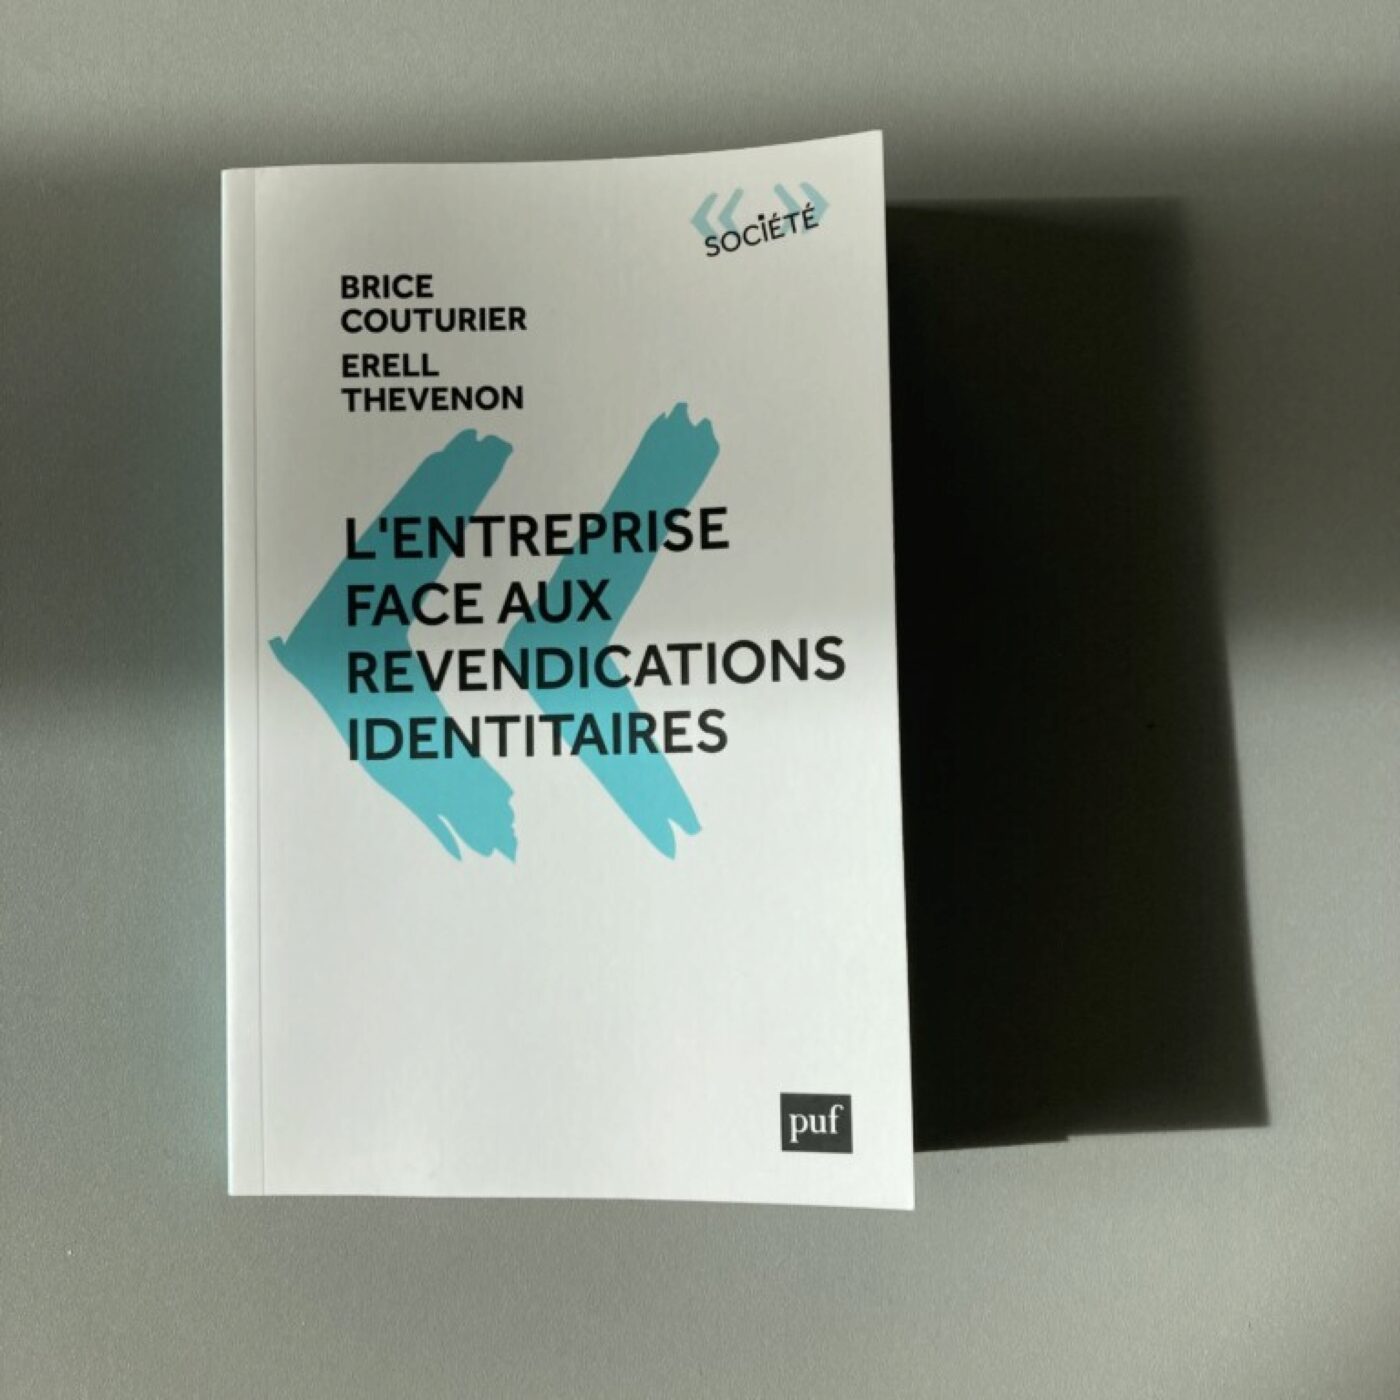 « SOCIÉTÉ »
BRICE
COUTURIER
ERELL
THEVENON
L'ENTREPRISE
FACE AUX
REVENDICATIONS
IDENTITAIRES
puf